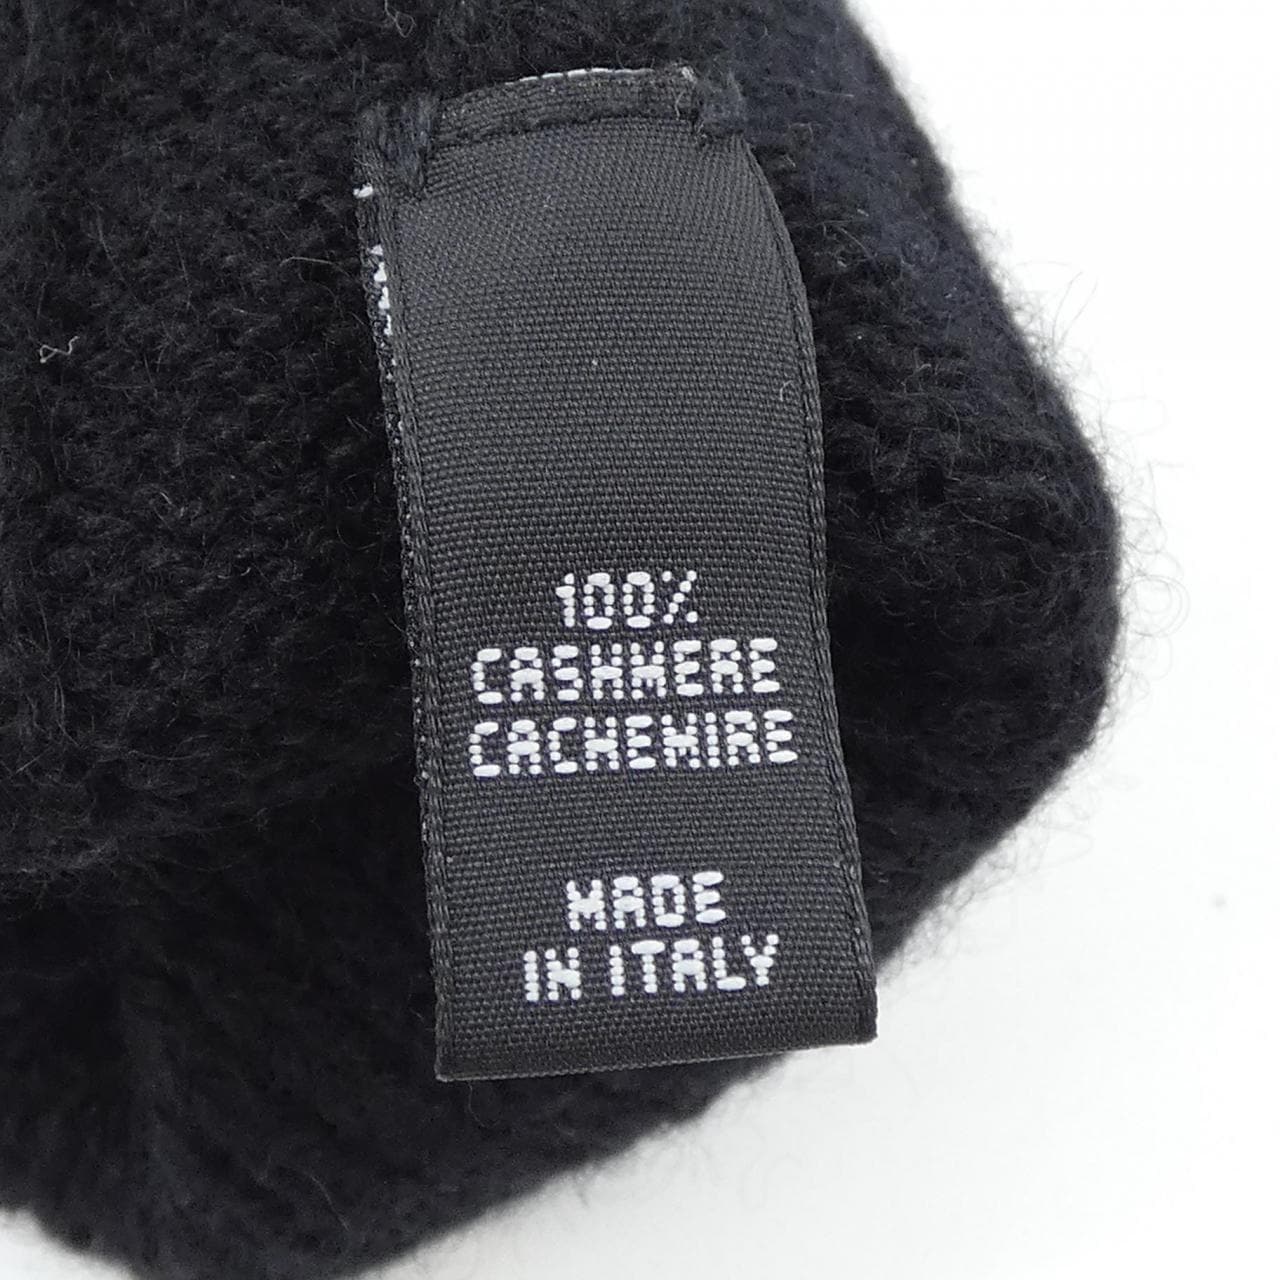 100%
CASHMERE
CACHEMIRE
MADE
IN ITALY